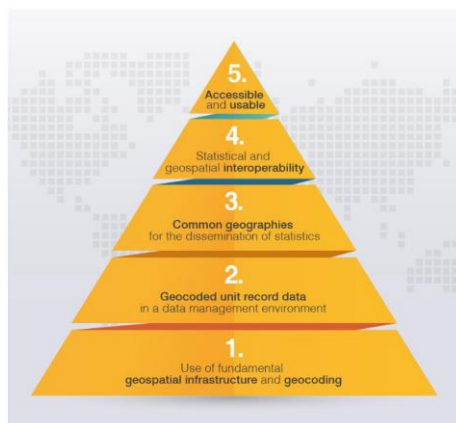 5.
Accessible
and usable
4.
Statistical and
geospatial interoperability
3.
Common geographies
for the dissemination of statistics
2.
Geocoded unit record data
in a data management environment
1.
Use of fundamental
geospatial infrastructure and geocoding